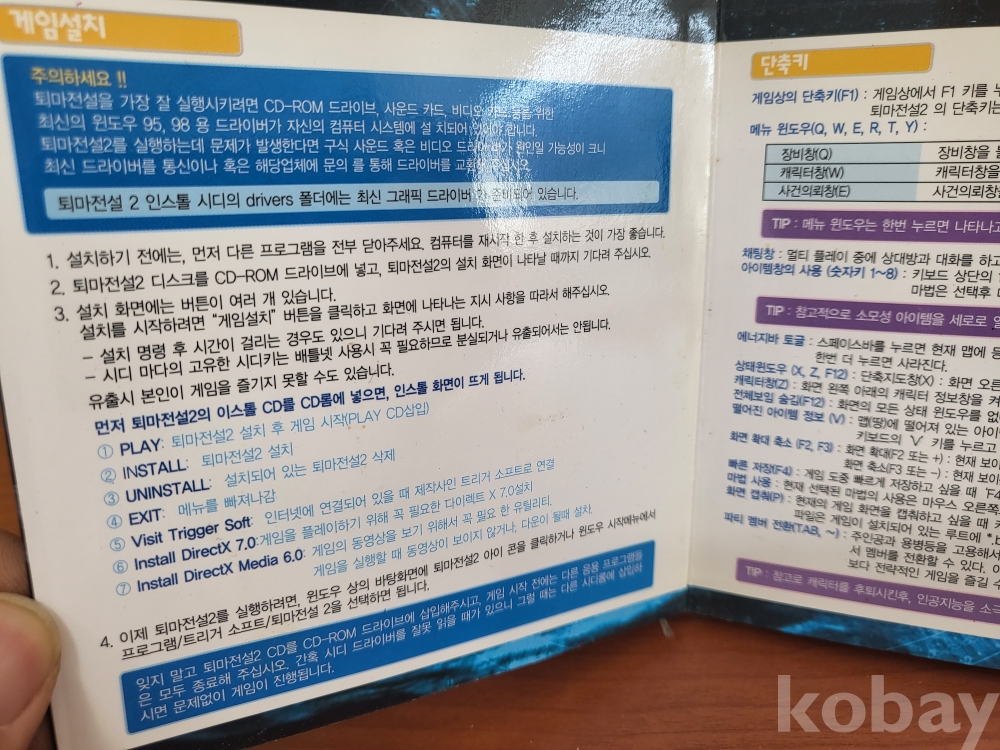 게임설치
주의하세요 !!
퇴마전설을 가장 잘 실행시키려면 CD-ROM 드라이브, 사운드 카드, 비디오 카드 등을 위한
최신의 윈도우 95, 98 용 드라이버가 자신의 컴퓨터 시스템에 설 치되어 있어야 합니다.
퇴마전설2를 실행하는데 문제가 발생한다면 구식 사운드 혹은 비디오 드라이버가 원인일 가능성이 크니
최신 드라이버를 통신이나 혹은 해당업체에 문의 를 통해 드라이버를 교환해 주십시오.
퇴마전설 2 인스톨 시디의 drivers 폴더에는 최신 그래픽 드라이버 가 준비되어 있습니다.
1. 설치하기 전에는, 먼저 다른 프로그램을 전부 닫아주세요. 컴퓨터를 재시작 한 후 설치하는 것이 가장 좋습니다.
2. 퇴마전설2 디스크를 CD-ROM 드라이브에 넣고, 퇴마전설2의 설치 화면이 나타날 때까지 기다려 주십시오.
3. 설치 화면에는 버튼이 여러 개 있습니다.
설치를 시작하려면 "게임설치" 버튼을 클릭하고 화면에 나타나는 지시 사항을 따라서 해주십시오.
- 설치 명령 후 시간이 걸리는 경우도 있으니 기다려 주시면 됩니다.
- 시디 마다의 고유한 시디키는 배틀넷 사용시 꼭 필요하므로 분실되거나 유출되어서는 안됩니다.
유출시 본인이 게임을 즐기지 못할 수도 있습니다.
먼저 퇴마전설2의 이스톨 CD를 CD롬에 넣으면, 인스톨 화면이 뜨게 됩니다.
① PLAY: 퇴마전설2 설치 후 게임 시작(PLAY CD삽입)
② INSTALL: 퇴마전설2 설치
③ UNINSTALL: 설치되어 있는 퇴마전설2 삭제
④ EXIT: 메뉴를 빠져나감
⑤ Visit Trigger Soft: 인터넷에 연결되어 있을 때 제작사인 트리거 소프트로 연결
⑥ Install DirectX 7.0:게임을 플레이하기 위해 꼭 필요한 다이렉트 X 7.0설치
⑦ Install DirectX Media 6.0: 게임의 동영상을 보기 위해서 꼭 필요 한 유틸리티.
게임을 실행할 때 동영상이 보이지 않거나, 다운이 될때 설치.
4. 이제 퇴마전설2를 실행하려면, 윈도우 상의 바탕화면에 퇴마전설2 아이 콘을 클릭하거나 윈도우 시작메뉴에서
프로그램/트리거 소프트/퇴마전설 2을 선택하면 됩니다.
잊지 말고 퇴마전설2 CD를 CD-ROM 드라이브에 삽입해주시고, 게임 시작 전에는 다른 응용 프로그램들
은 모두 종료해 주십시오. 간혹 시디 드라이버를 잘못 읽을 때가 있으니 그럴 때는 다른 시디롬에 삽입하
시면 문제없이 게임이 진행됩니다.
단축키
게임상의 단축키(F1) : 게임상에서 F1 키를 누
퇴마전설2 의 단축키는
메뉴 윈도우(Q, W, E, R, T, Y) :
장비창(Q) 장비창을
캐릭터창(W) 캐릭터창을
사건의뢰창(E) 사건의뢰창
TIP : 메뉴 윈도우는 한번 누르면 나타나고
채팅창 : 멀티 플레이 중에 상대방과 대화를 하고
아이템창의 사용 (숫자키 1~8) : 키보드 상단의
마법은 선택후
TIP : 참고적으로 소모성 아이템을 세로로
에너지바 토글 : 스페이스바를 누르면 현재 맵에 등
한번 더 누르면 사라진다.
상태윈도우 (X, Z, F12) : 단축지도창(X) : 화면 오른
캐릭터창(Z) : 화면 왼쪽 아래의 캐릭터 정보창을 켜
전체보임 숨김(F12) : 화면의 모든 상태 윈도우를 없
떨어진 아이템 정보 (V) : 맵(땅)에 떨어져 있는 아이
키보드의 'V' 키를 누르고
화면 확대 축소 (F2, F3) : 화면 확대(F2 또는 +) : 현재 보이
화면 축소(F3 또는 -) : 현재 보이
빠른 저장(F4) : 게임 도중 빠르게 저장하고 싶을 때 'F4
마법 사용 : 현재 선택된 마법의 사용은 마우스 오른쪽
화면 캡춰(P) : 현재의 게임 화면을 캡춰하고 싶을 때
파일은 게임이 설치되어 있는 루트에 *.b
파티 멤버 전환(TAB, ~) : 주인공과 용병등을 고용해서
서 멤버를 전환할 수 있다.
보다 전략적인 게임을 즐길
TIP : 참고로 캐릭터를 후퇴시킨후, 인공지능을 소극
kobay